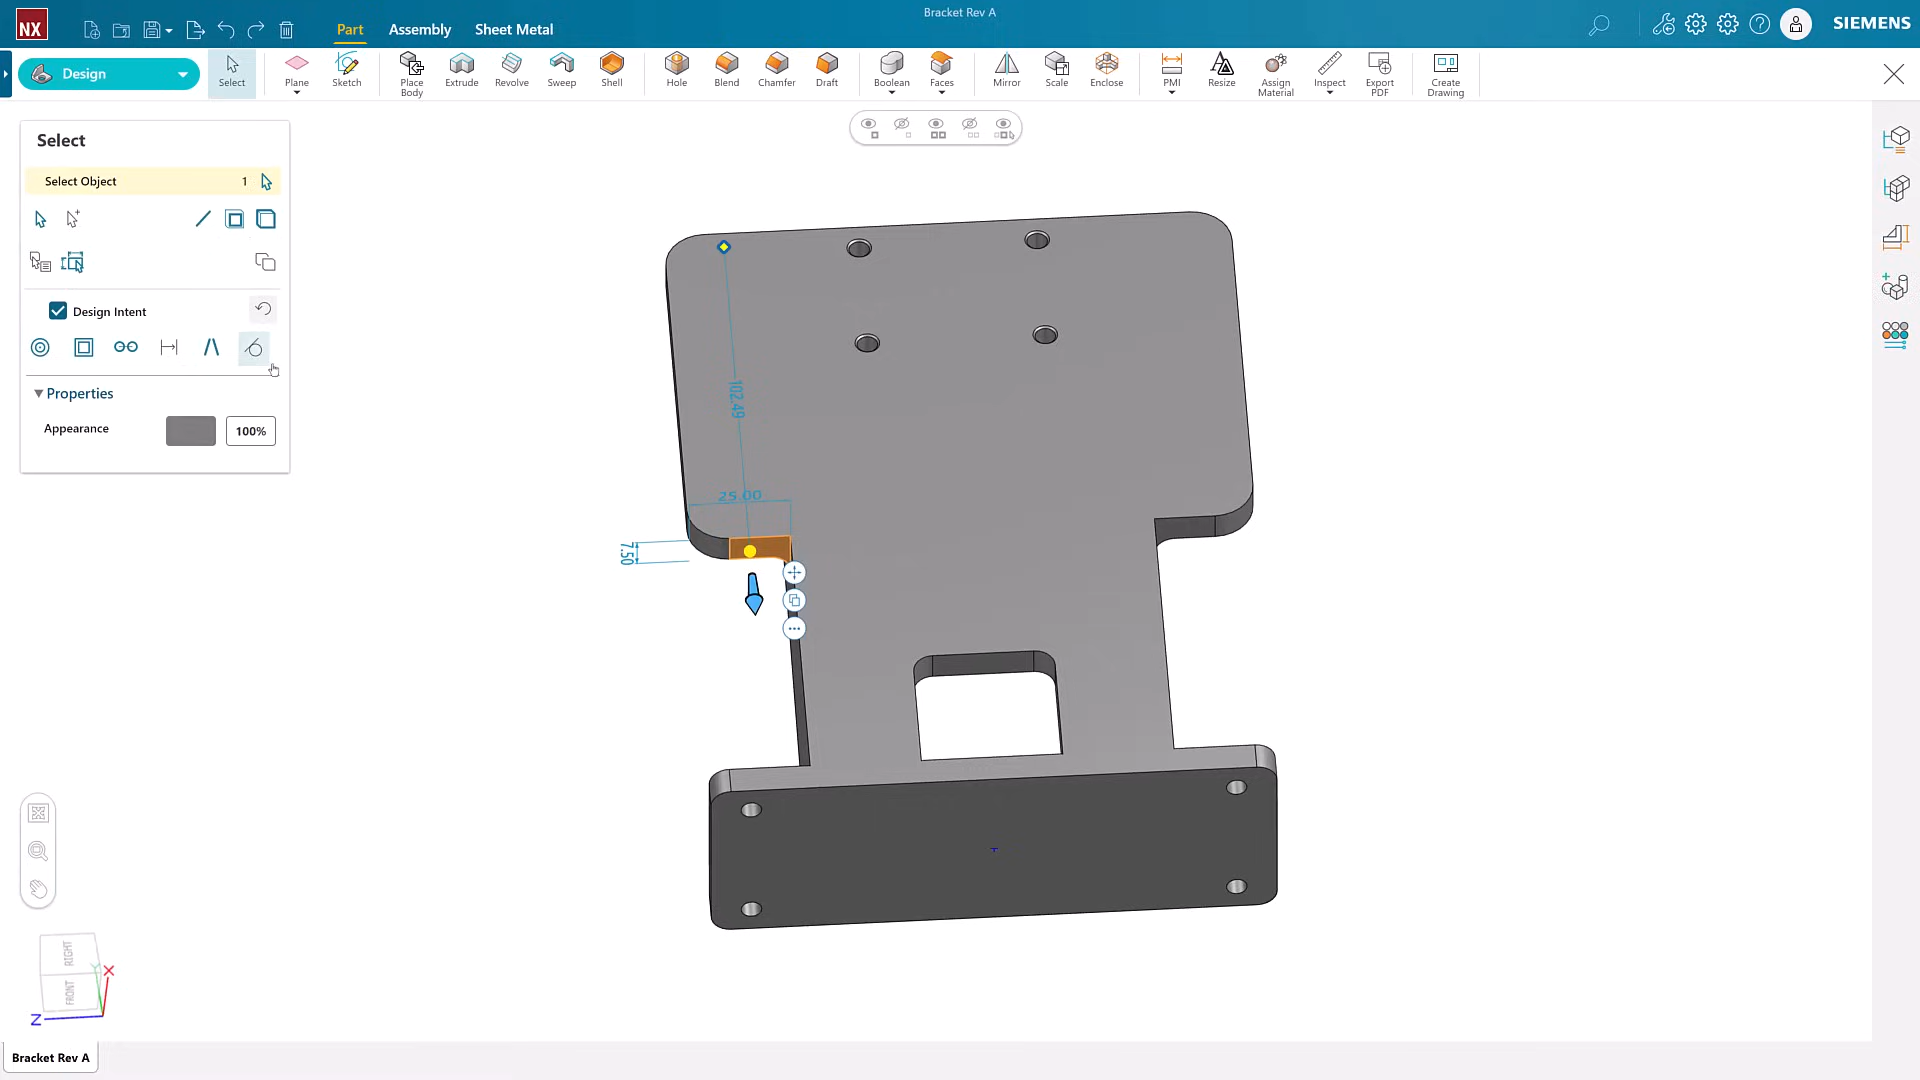 Bracket Rev A
NX
Part
Assembly
Sheet Metal
SIEMENS
Design
Select
Plane
Sketch
Place
Body
Extrude
Revolve
Sweep
Shell
Hole
Blend
Chamfer
Draft
Boolean
Faces
Mirror
Scale
Enclose
PMI
Resize
Assign
Material
Inspect
Export
PDF
Create
Drawing
Select
Select Object
1
Design Intent
Properties
Appearance
100%
102.49
25.00
7.50
RIGHT
FRONT
X
Y
Z
Bracket Rev A